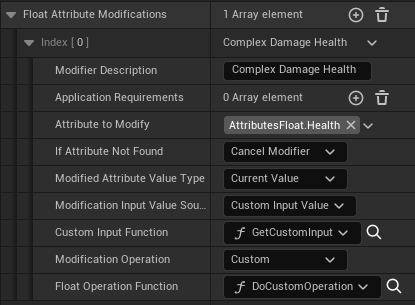 Float Attribute Modifications 1 Array element
Index [ 0 ] Complex Damage Health
Modifier Description Complex Damage Health
Application Requirements 0 Array element
Attribute to Modify AttributesFloat.Health
If Attribute Not Found Cancel Modifier
Modified Attribute Value Type Current Value
Modification Input Value Sou... Custom Input Value
Custom Input Function GetCustomInput
Modification Operation Custom
Float Operation Function DoCustomOperation